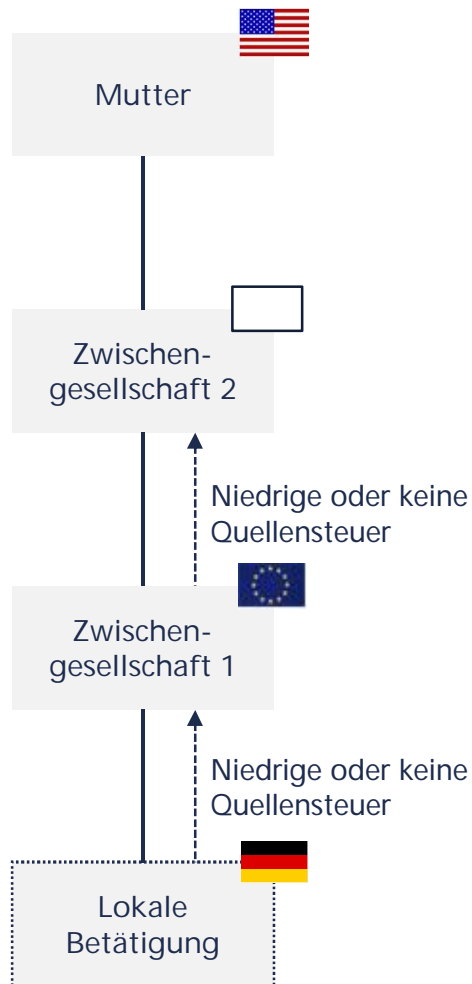 Mutter
Zwischen-
gesellschaft 2
Niedrige oder keine
Quellensteuer
Zwischen-
gesellschaft 1
Niedrige oder keine
Quellensteuer
Lokale
Betätigung